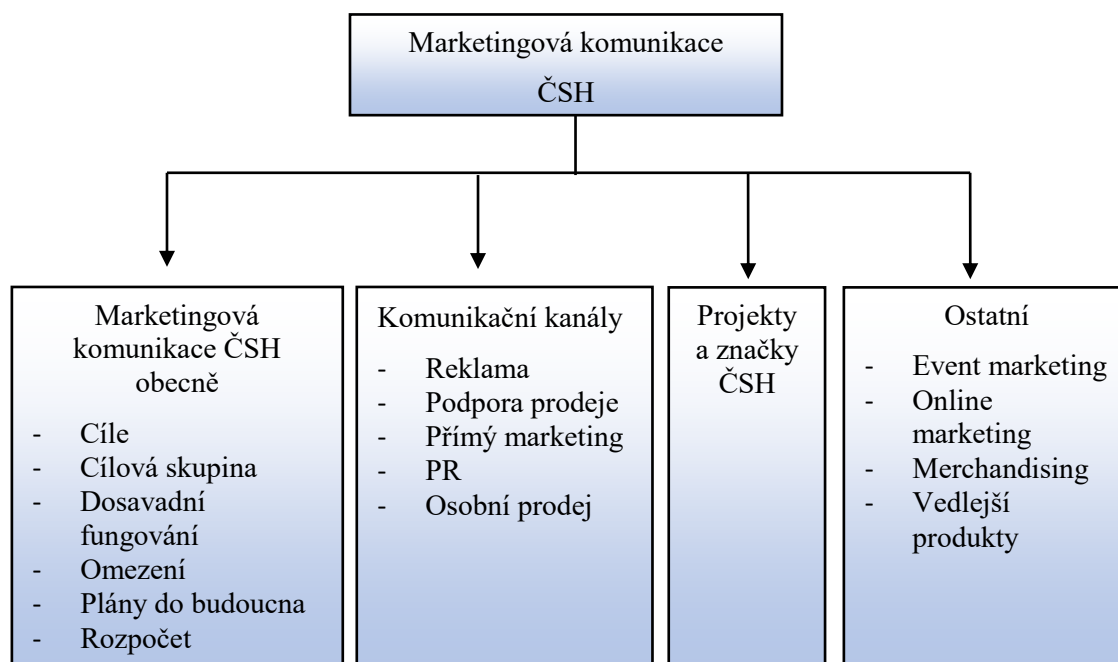 Marketingová komunikace
ČSH
Marketingová
komunikace ČSH
obecně
- Cíle
- Cílová skupina
- Dosavadní
fungování
- Omezení
- Plány do budoucna
- Rozpočet
Komunikační kanály
- Reklama
- Podpora prodeje
- Přímý marketing
- PR
- Osobní prodej
Projekty
a značky
ČSH
Ostatní
- Event marketing
- Online
marketing
- Merchandising
- Vedlejší
produkty